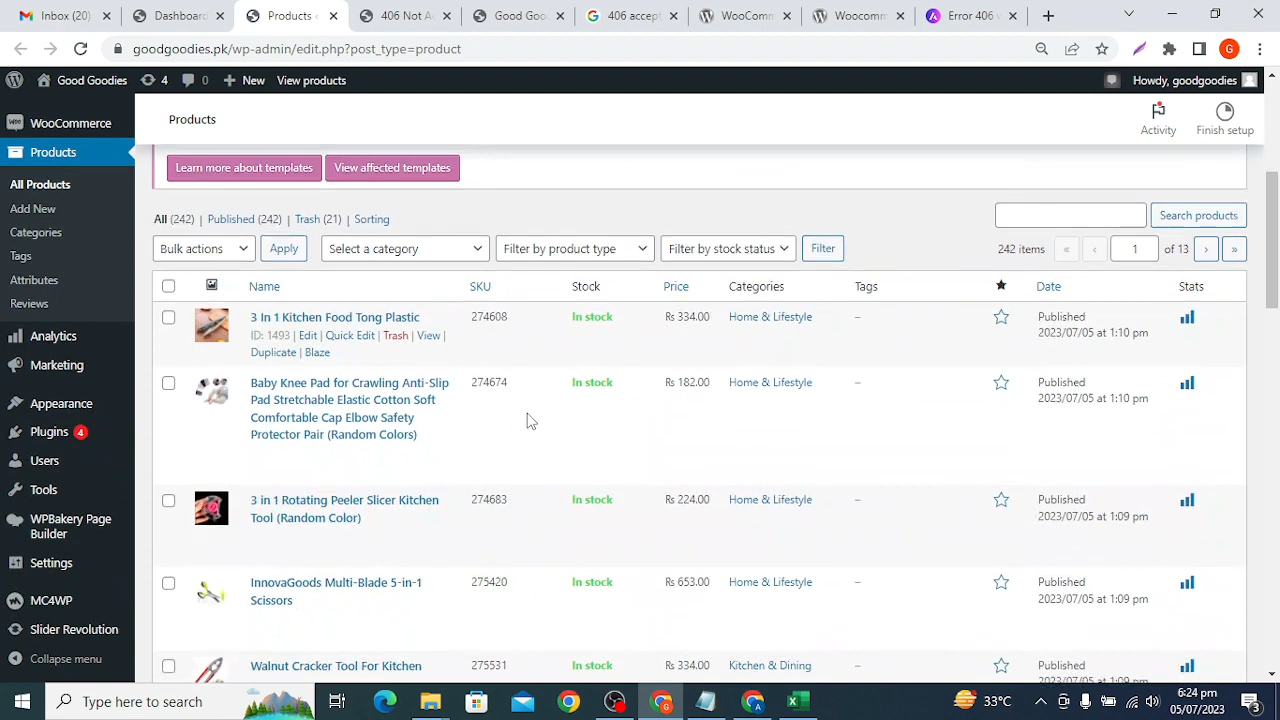 Inbox (20)
Dashboard
Products
406 Not A
Good Goo
406 accept
WooComm
Woocomm
Error 406
goodgoodies.pk/wp-admin/edit.php?post_type=product
G
Good Goodies
4
0
New
View products
Howdy, goodgoodies
WooCommerce
Products
All Products
Add New
Categories
Tags
Attributes
Reviews
Analytics
Marketing
Appearance
Plugins 4
Users
Tools
WPBakery Page
Builder
Settings
MC4WP
Slider Revolution
Collapse menu
Products
Activity
Finish setup
Learn more about templates
View affected templates
All (242) | Published (242) | Trash (21) | Sorting
Search products
Bulk actions
Apply
Select a category
Filter by product type
Filter by stock status
Filter
242 items « ‹ 1 of 13 › »
Name SKU Stock Price Categories Tags Date Stats
3 In 1 Kitchen Food Tong Plastic 274608 In stock Rs 334.00 Home & Lifestyle – Published
ID: 1493 | Edit | Quick Edit | Trash | View | 2023/07/05 at 1:10 pm
Duplicate | Blaze
Baby Knee Pad for Crawling Anti-Slip 274674 In stock Rs 182.00 Home & Lifestyle – Published
Pad Stretchable Elastic Cotton Soft 2023/07/05 at 1:10 pm
Comfortable Cap Elbow Safety
Protector Pair (Random Colors)
3 in 1 Rotating Peeler Slicer Kitchen 274683 In stock Rs 224.00 Home & Lifestyle – Published
Tool (Random Color) 2023/07/05 at 1:09 pm
InnovaGoods Multi-Blade 5-in-1 275420 In stock Rs 653.00 Home & Lifestyle – Published
Scissors 2023/07/05 at 1:09 pm
Walnut Cracker Tool For Kitchen 275531 In stock Rs 334.00 Kitchen & Dining – Published
Type here to search
33°C
6:24 pm
05/07/2023
3